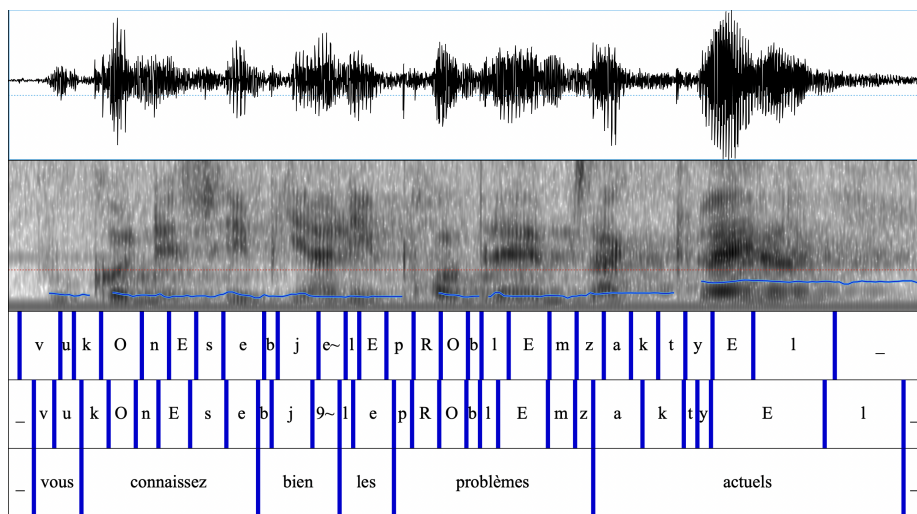 v u k O n E s e b j e~ l E p R O b l E m z a k t y E l _
_ v u k O n E s e b j 9~ l e p R O b l E m z a k t y E l _
_ vous connaissez bien les problèmes actuels _